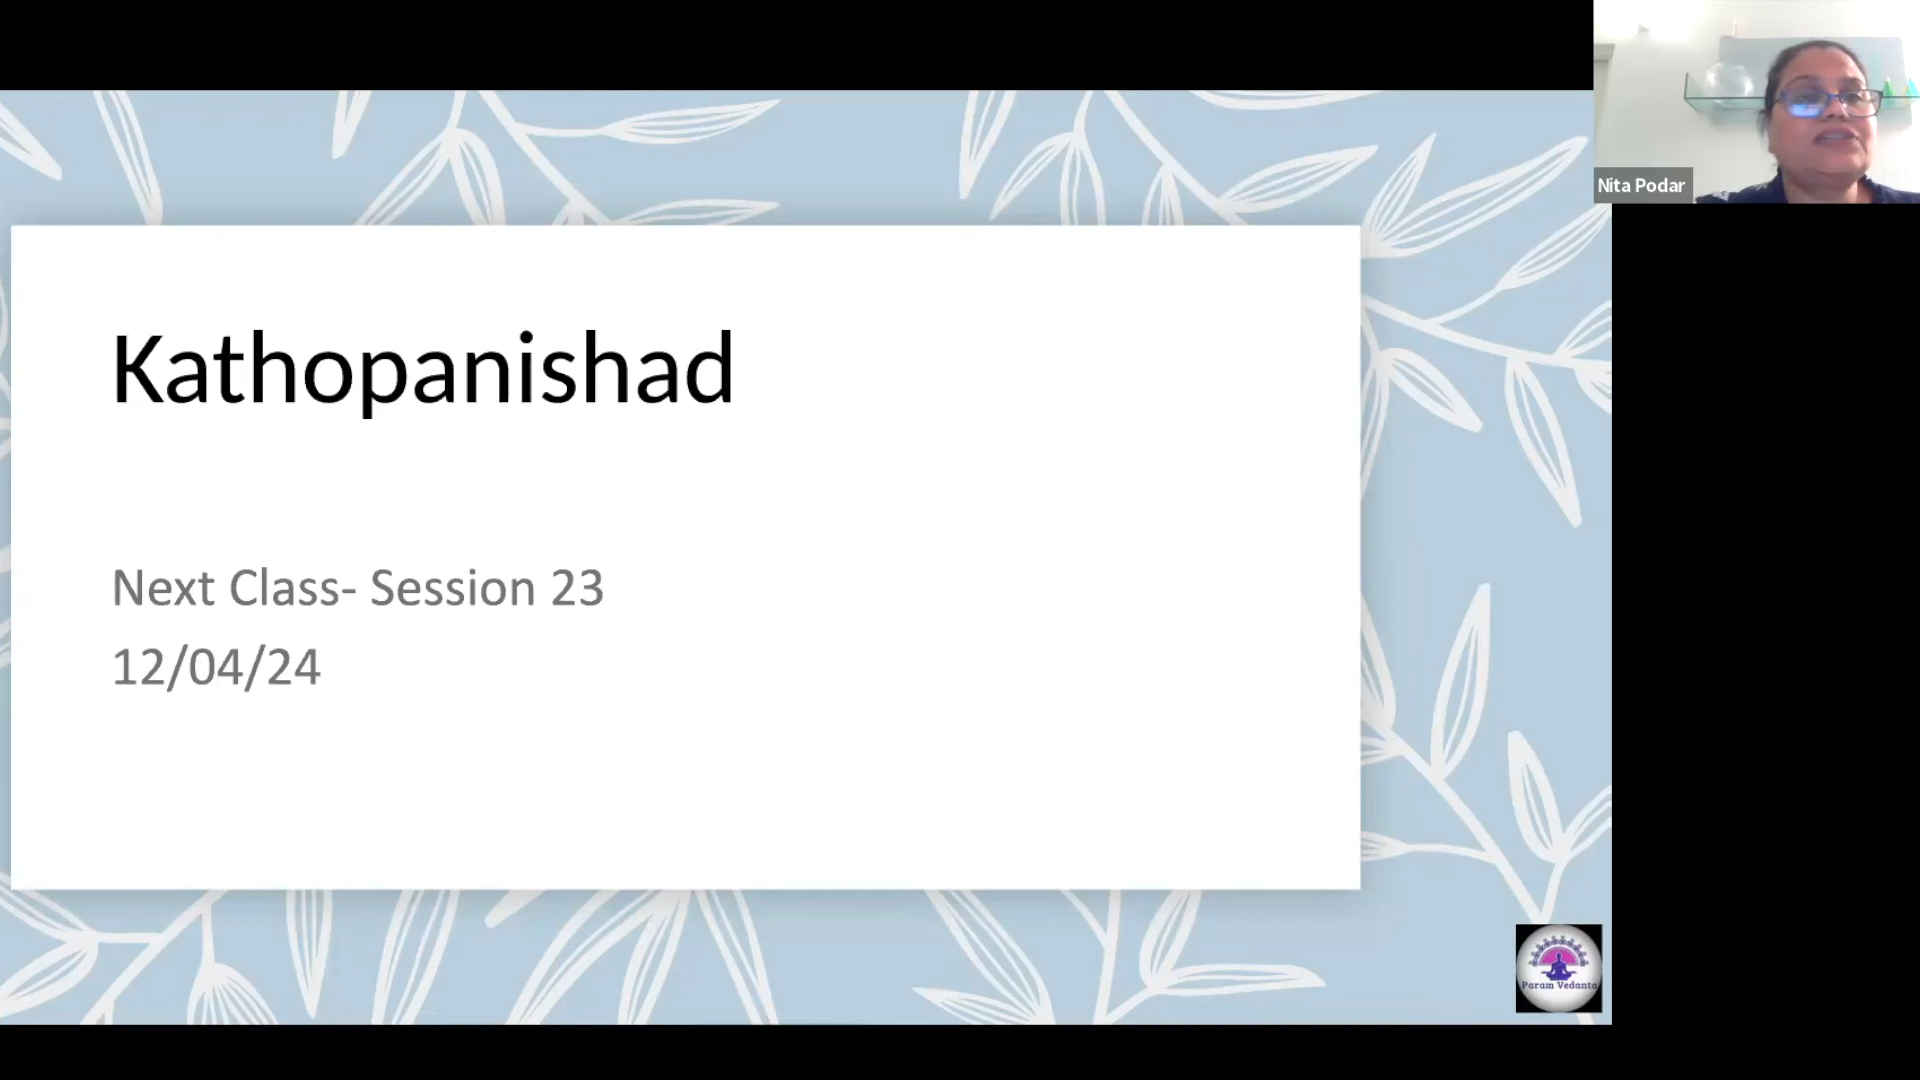 Nita Podar
Kathopanishad
Next Class- Session 23
12/04/24
Param Vedanta